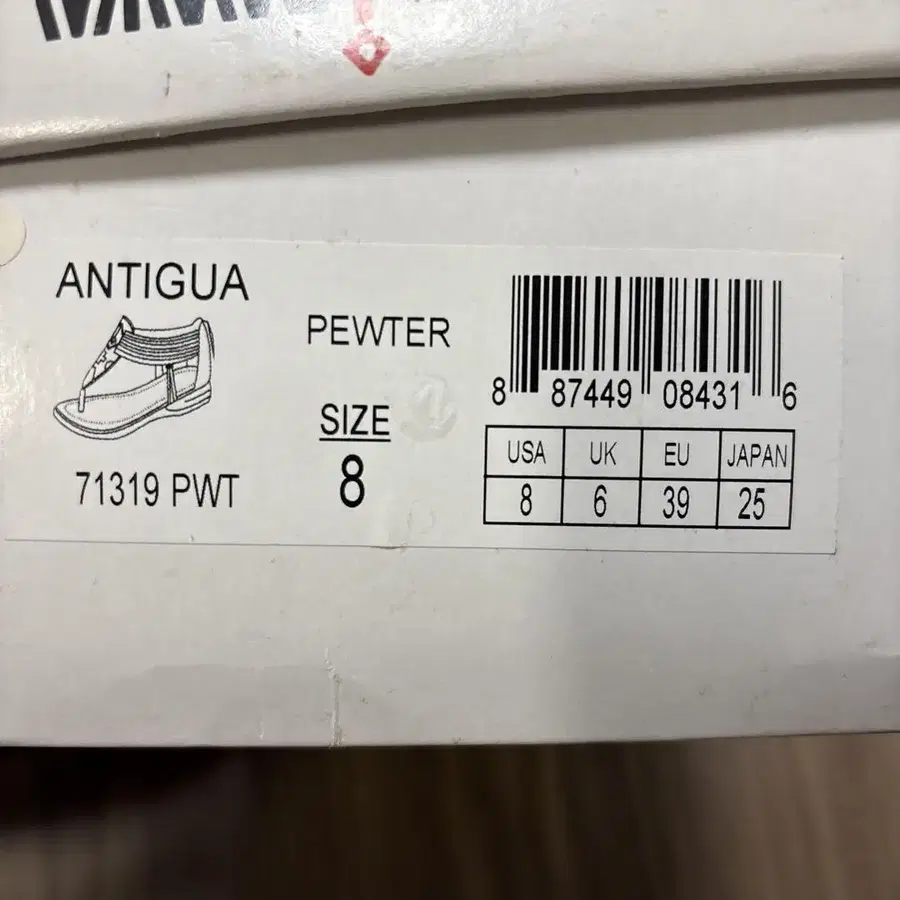 ANTIGUA
PEWTER
SIZE
8
71319 PWT
8 87449 08431 6
USA UK EU JAPAN
8 6 39 25